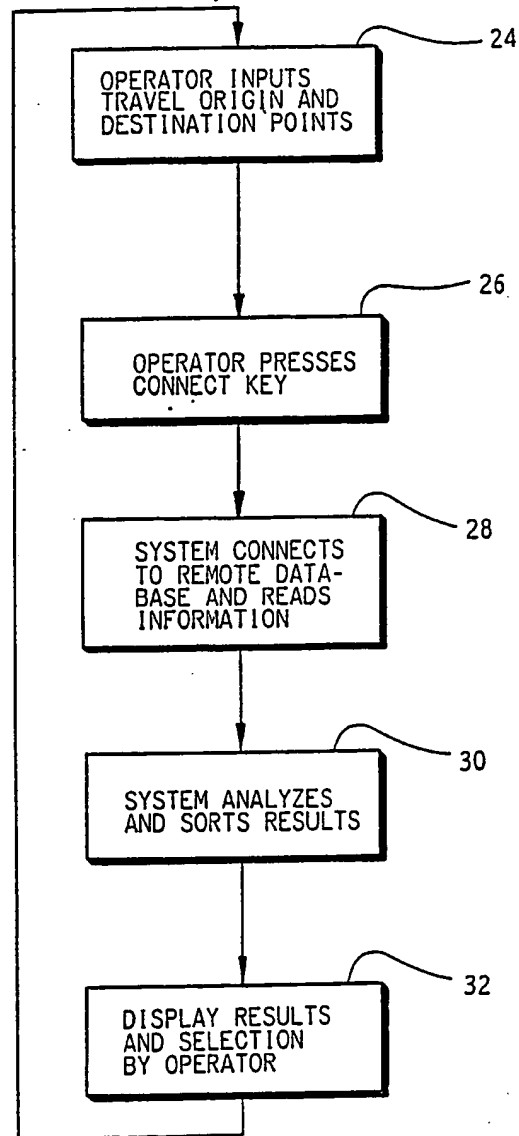 24
OPERATOR INPUTS
TRAVEL ORIGIN AND
DESTINATION POINTS
26
OPERATOR PRESSES
CONNECT KEY
28
SYSTEM CONNECTS
TO REMOTE DATA-
BASE AND READS
INFORMATION
30
SYSTEM ANALYZES
AND SORTS RESULTS
32
DISPLAY RESULTS
AND SELECTION
BY OPERATOR